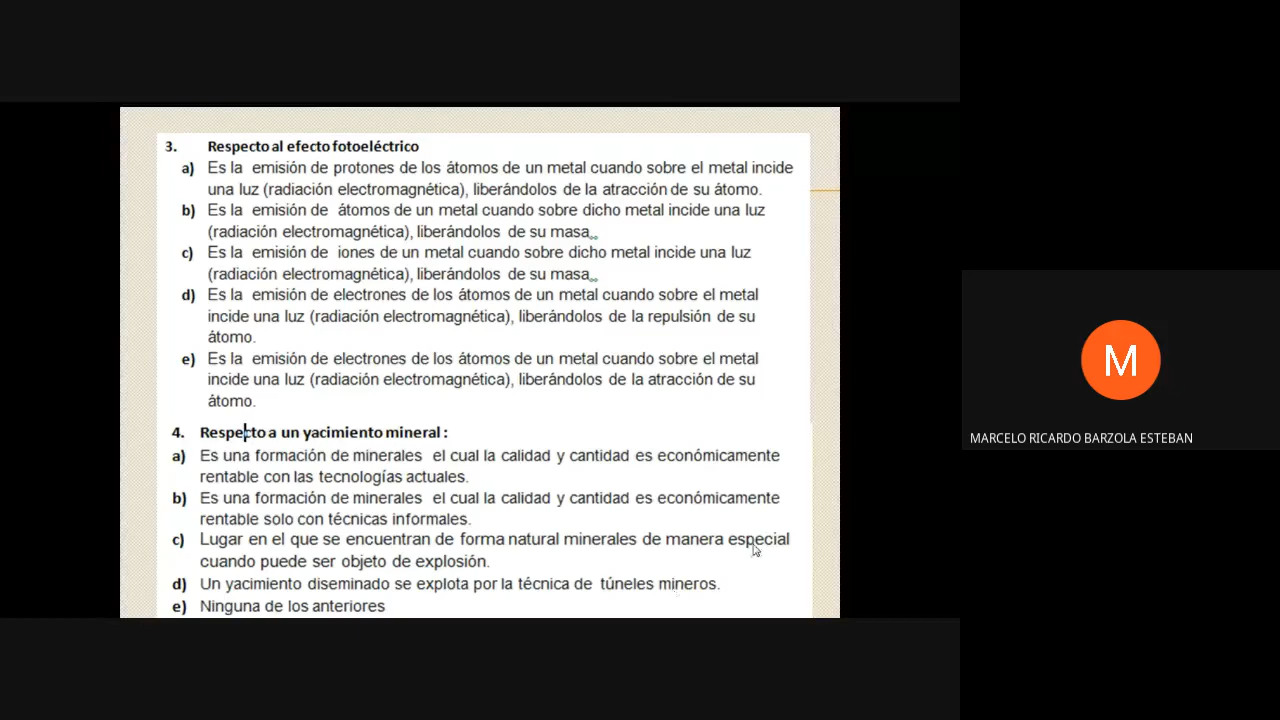 3. Respecto al efecto fotoeléctrico
a) Es la emisión de protones de los átomos de un metal cuando sobre el metal incide
una luz (radiación electromagnética), liberándolos de la atracción de su átomo.
b) Es la emisión de átomos de un metal cuando sobre dicho metal incide una luz
(radiación electromagnética), liberándolos de su masa..
c) Es la emisión de iones de un metal cuando sobre dicho metal incide una luz
(radiación electromagnética), liberándolos de su masa..
d) Es la emisión de electrones de los átomos de un metal cuando sobre el metal
incide una luz (radiación electromagnética), liberándolos de la repulsión de su
átomo.
e) Es la emisión de electrones de los átomos de un metal cuando sobre el metal
incide una luz (radiación electromagnética), liberándolos de la atracción de su
átomo.
4. Respecto a un yacimiento mineral :
a) Es una formación de minerales el cual la calidad y cantidad es económicamente
rentable con las tecnologías actuales.
b) Es una formación de minerales el cual la calidad y cantidad es económicamente
rentable solo con técnicas informales.
c) Lugar en el que se encuentran de forma natural minerales de manera especial
cuando puede ser objeto de explosión.
d) Un yacimiento diseminado se explota por la técnica de túneles mineros.
e) Ninguna de los anteriores
M
MARCELO RICARDO BARZOLA ESTEBAN